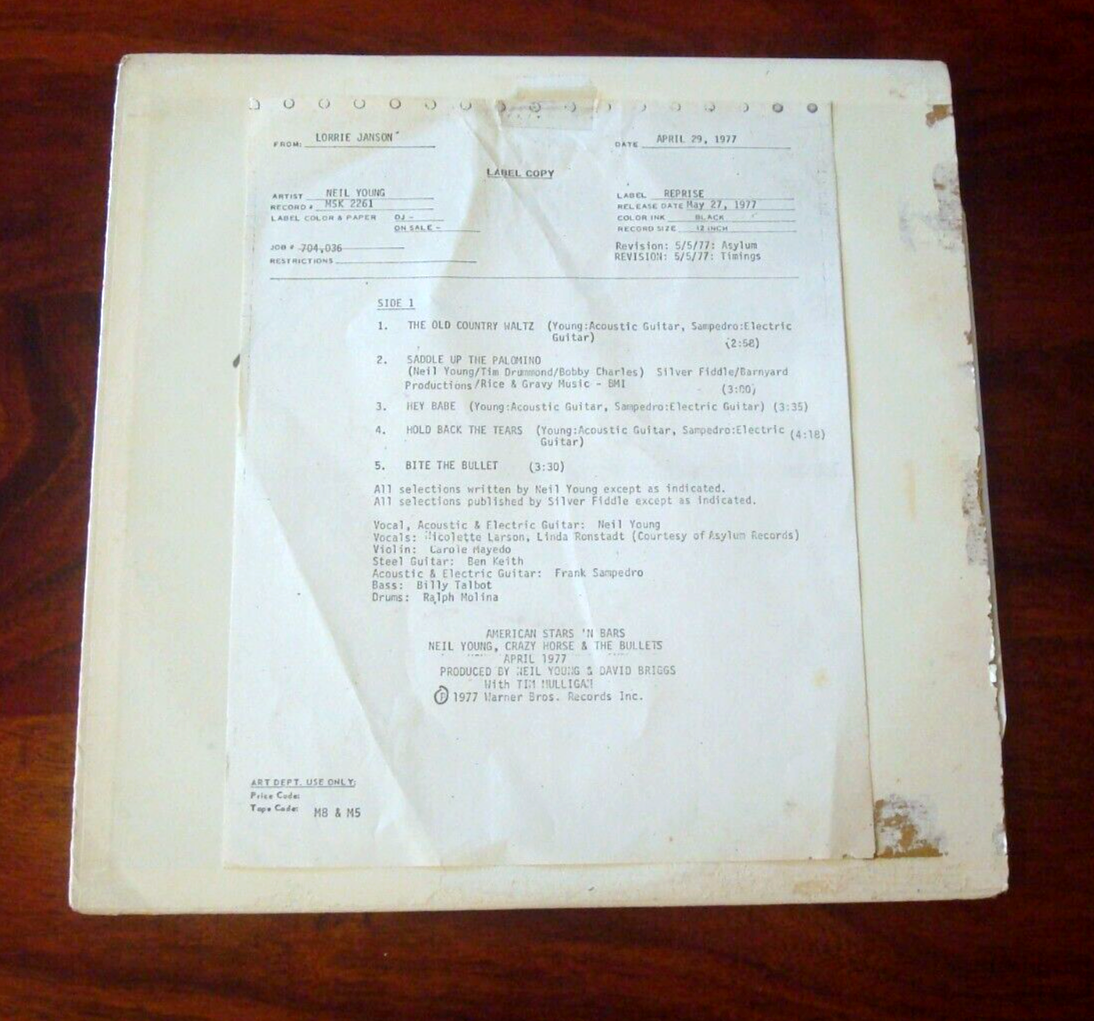 FROM: LORRIE JANSON
DATE APRIL 29, 1977
LABEL COPY
ARTIST NEIL YOUNG
LABEL REPRISE
RECORD # MSK 2261
RELEASE DATE May 27, 1977
LABEL COLOR & PAPER DJ -
COLOR INK BLACK
ON SALE -
RECORD SIZE 12 INCH
JOB # 704,036
Revision: 5/5/77: Asylum
RESTRICTIONS
REVISION: 5/5/77: Timings
SIDE 1
1. THE OLD COUNTRY WALTZ (Young:Acoustic Guitar, Sampedro:Electric
Guitar) (2:58)
2. SADDLE UP THE PALOMINO
(Neil Young/Tim Drummond/Bobby Charles) Silver Fiddle/Barnyard
Productions/Rice & Gravy Music - BMI (3:00)
3. HEY BABE (Young:Acoustic Guitar, Sampedro:Electric Guitar) (3:35)
4. HOLD BACK THE TEARS (Young:Acoustic Guitar, Sampedro:Electric (4:18)
Guitar)
5. BITE THE BULLET (3:30)
All selections written by Neil Young except as indicated.
All selections published by Silver Fiddle except as indicated.
Vocal, Acoustic & Electric Guitar: Neil Young
Vocals: Nicolette Larson, Linda Ronstadt (Courtesy of Asylum Records)
Violin: Carole Mayedo
Steel Guitar: Ben Keith
Acoustic & Electric Guitar: Frank Sampedro
Bass: Billy Talbot
Drums: Ralph Molina
AMERICAN STARS 'N BARS
NEIL YOUNG, CRAZY HORSE & THE BULLETS
APRIL 1977
PRODUCED BY NEIL YOUNG & DAVID BRIGGS
With TIM MULLIGAN
Ⓟ 1977 Warner Bros. Records Inc.
ART DEPT. USE ONLY:
Price Code:
Tape Code: M8 & M5